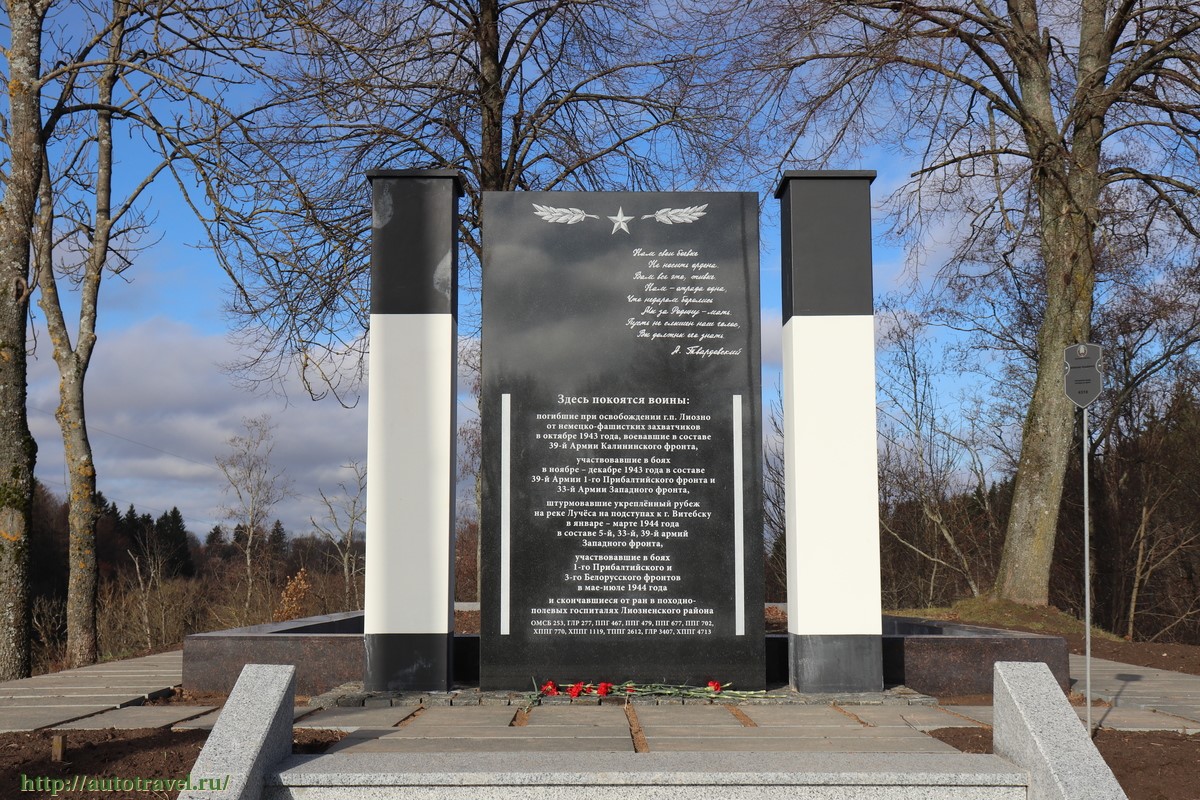 Нам свои боевые
Не носить ордена.
Вам все это, живые.
Нам – отрада одна,
Что недаром боролись
Мы за Родину-мать.
Пусть не слышен наш голос,
Вы должны его знать.
А. Твардовский
Здесь покоятся воины:
погибшие при освобождении г.п. Лиозно
от немецко-фашистких захватчиков
в октябре 1943 года, воевавшие в составе
39-й Армии Калининского фронта,
участвовавшие в боях
в ноябре – декабре 1943 года в составе
39-й Армии 1-го Прибалтийского фронта и
33-й Армии Западного фронта,
штурмовавшие укреплённый рубеж
на реке Лучёса на подступах к г. Витебску
в январе – марте 1944 года
в составе 5-й, 33-й, 39-й армий
Западного фронта,
участвовавшие в боях
1-го Прибалтийского и
3-го Белорусского фронтов
в мае-июле 1944 года
и скончавшиеся от ран в походно-
полевых госпиталях Лиозненского района
ОМСБ 253, ГЛР 277, ППГ 467, ППГ 479, ППГ 677, ППГ 702,
ХППГ 770, ХППГ 1119, ТППГ 2612, ГЛР 3407, ХППГ 4713
http://autotravel.ru/